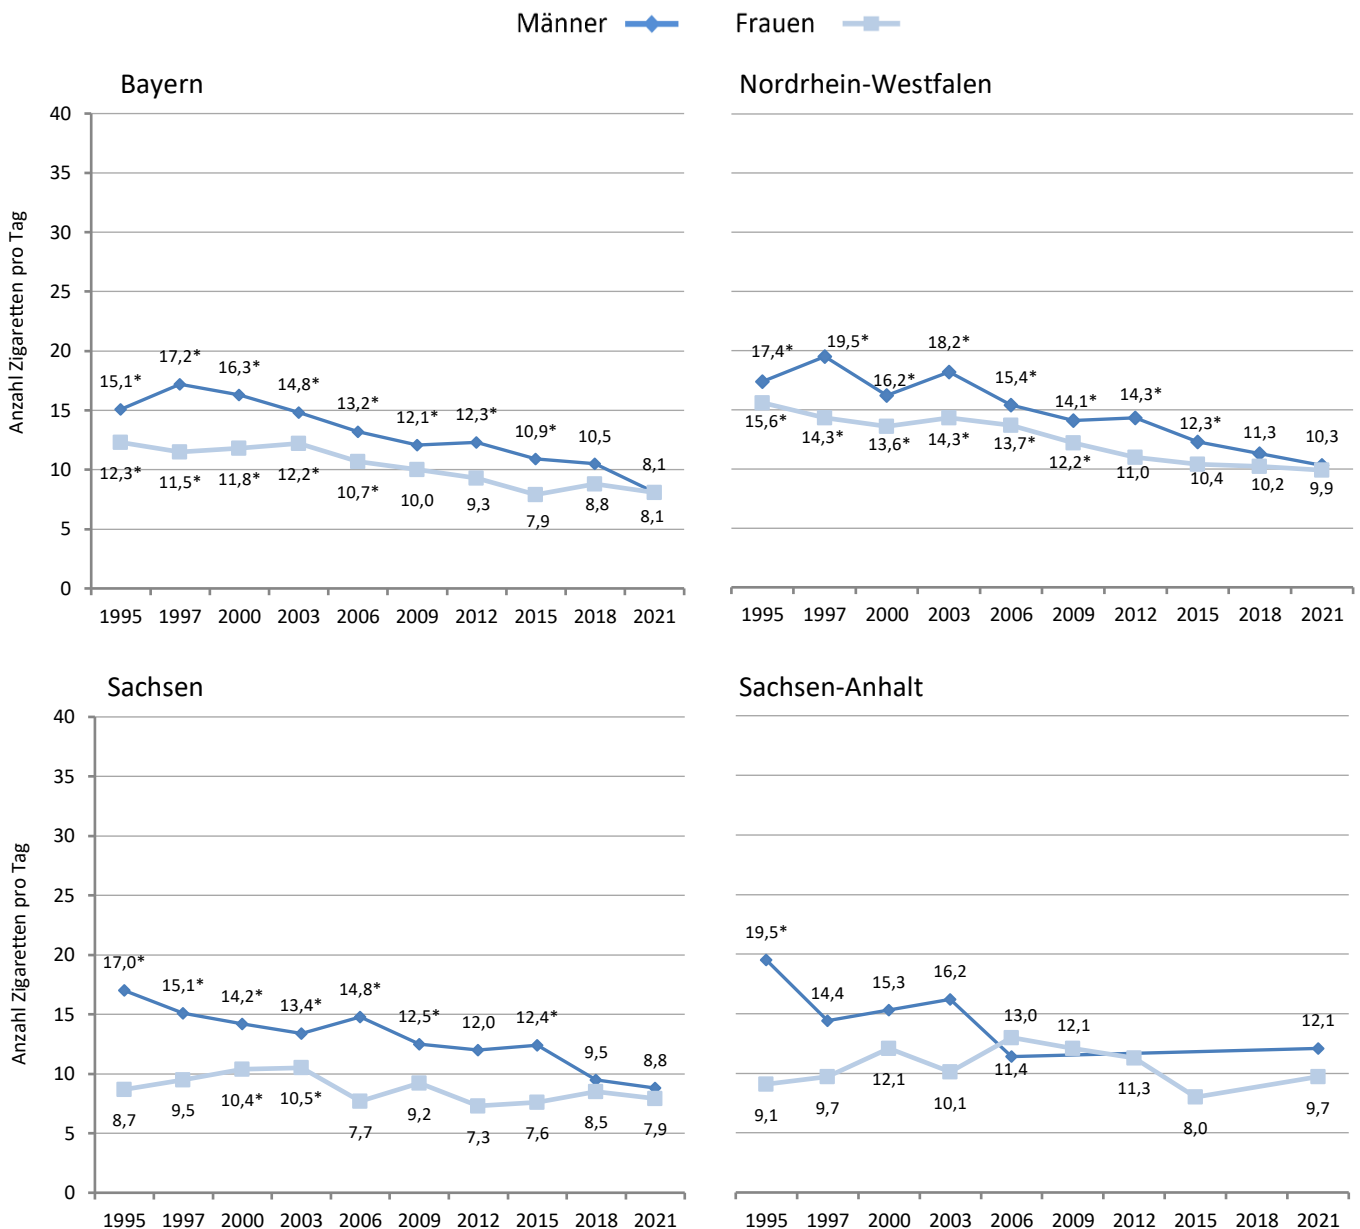 Männer Frauen
Bayern
Nordrhein-Westfalen
Anzahl Zigaretten pro Tag
40
35
30
25
20
15
10
5
0
15,1* 17,2* 16,3* 14,8* 13,2* 12,1* 12,3* 10,9* 10,5 8,1
12,3* 11,5* 11,8* 12,2* 10,7* 10,0 9,3 7,9 8,8 8,1
1995 1997 2000 2003 2006 2009 2012 2015 2018 2021
17,4* 19,5* 16,2* 18,2* 15,4* 14,1* 14,3* 12,3* 11,3 10,3
15,6* 14,3* 13,6* 14,3* 13,7* 12,2* 11,0 10,4 10,2 9,9
1995 1997 2000 2003 2006 2009 2012 2015 2018 2021
Sachsen
Sachsen-Anhalt
Anzahl Zigaretten pro Tag
40
35
30
25
20
15
10
5
0
17,0* 15,1* 14,2* 13,4* 14,8* 12,5* 12,0 12,4* 9,5 8,8
8,7 9,5 10,4* 10,5* 7,7 9,2 7,3 7,6 8,5 7,9
1995 1997 2000 2003 2006 2009 2012 2015 2018 2021
19,5* 14,4 15,3 16,2 11,4 12,1
9,1 9,7 12,1 10,1 13,0 12,1 11,3 8,0 9,7
1995 1997 2000 2003 2006 2009 2012 2015 2018 2021